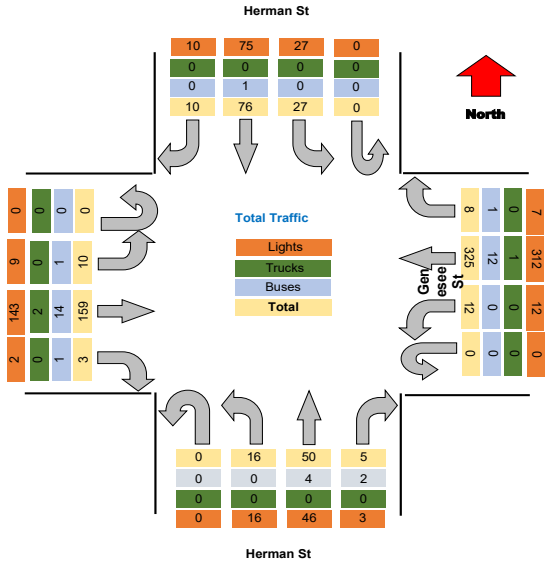 Herman St
10 75 27 0
0 0 0 0
0 1 0 0
10 76 27 0
North
0 0 0 0
9 0 1 10
143 2 14 159
2 0 1 3
Total Traffic
Lights
Trucks
Buses
Total
Gen
esee
St
8 1 0 7
325 12 1 312
12 0 0 12
0 0 0 0
0 16 50 5
0 0 4 2
0 0 0 0
0 16 46 3
Herman St